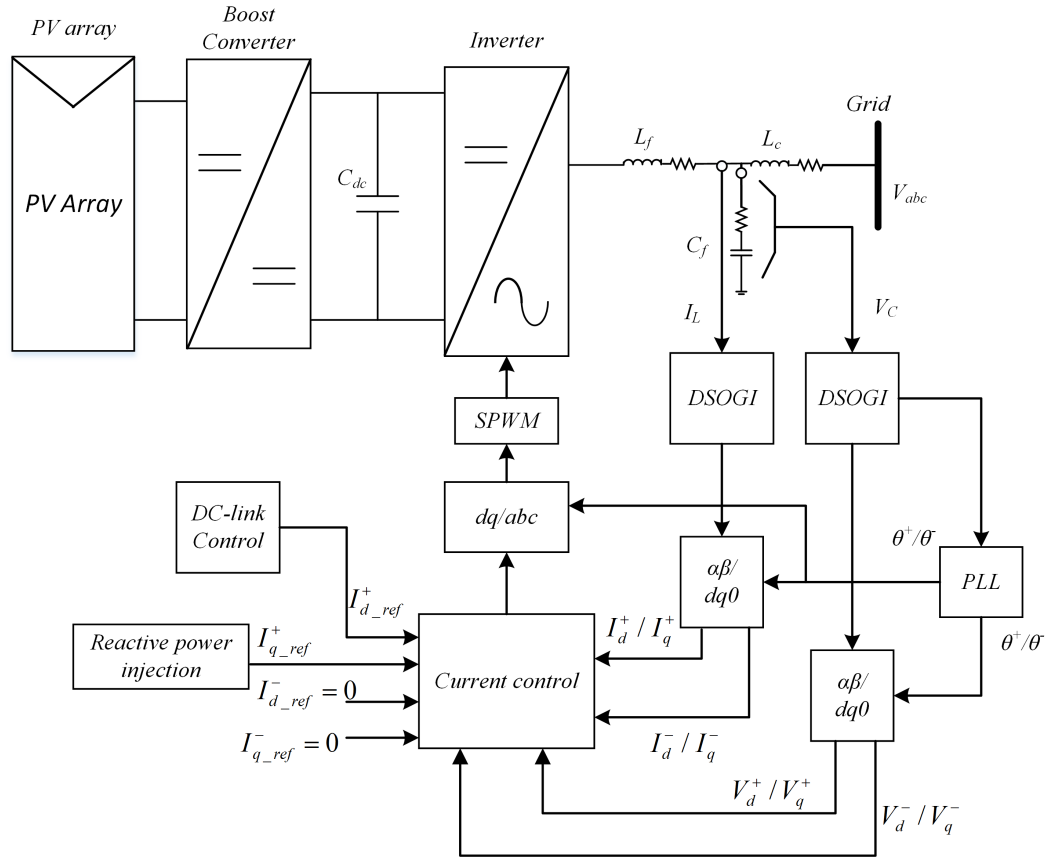 PV array
Boost
Converter
Inverter
Grid
L_f
L_c
C_dc
V_abc
PV Array
C_f
I_L
V_C
DSOGI
DSOGI
SPWM
DC-link
Control
dq/abc
θ⁺/θ⁻
αβ/
dq0
PLL
I⁺_d_ref
I⁺_d / I⁺_q
Reactive power
injection
I⁺_q_ref
θ⁺/θ⁻
Current control
αβ/
dq0
I⁻_d_ref = 0
I⁻_q_ref = 0
I⁻_d / I⁻_q
V⁺_d / V⁺_q
V⁻_d / V⁻_q